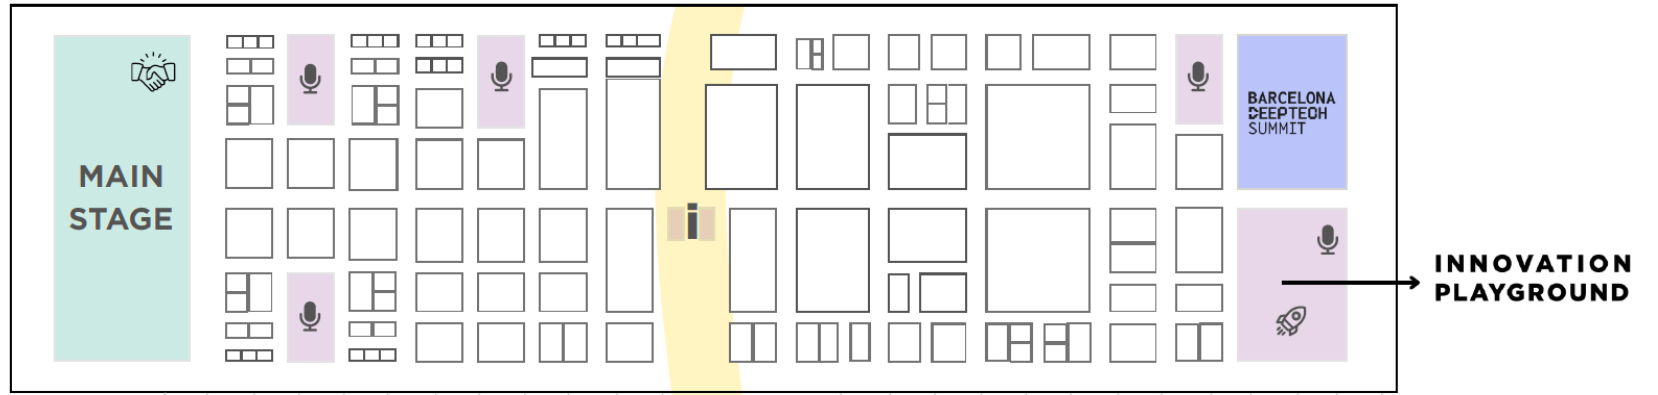 MAIN
STAGE
i
BARCELONA
DEEPTECH
SUMMIT
INNOVATION
PLAYGROUND